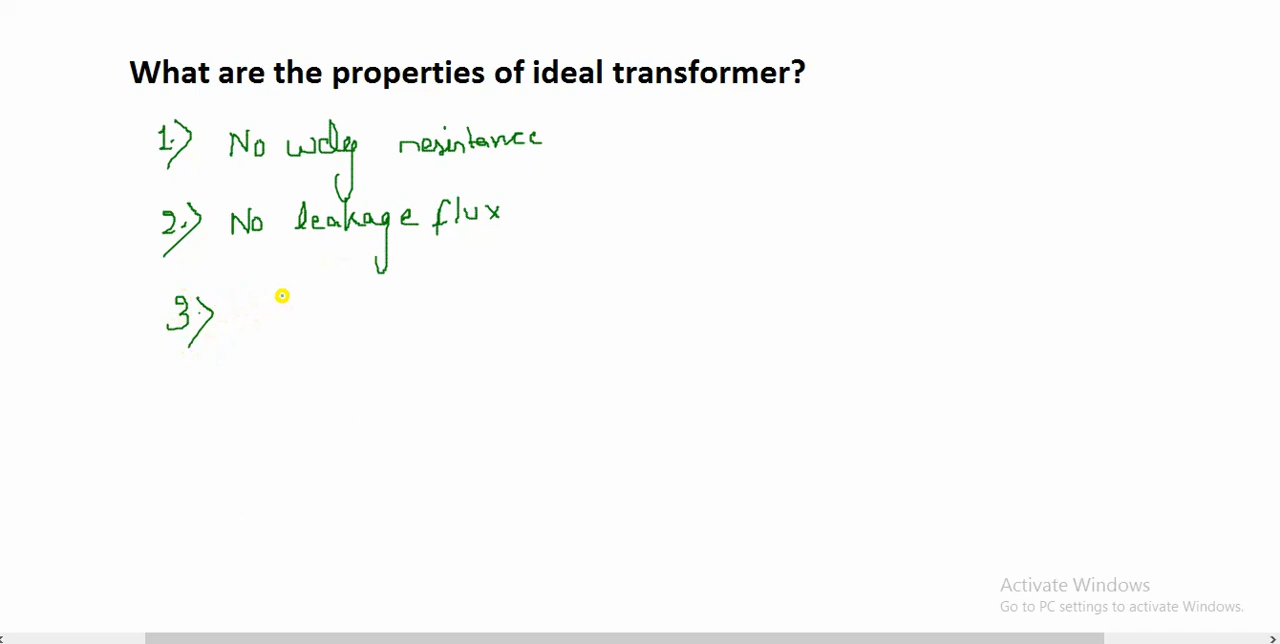 What are the properties of ideal transformer?
1.) No wdg resistance
2.) No leakage flux
3.)
Activate Windows
Go to PC settings to activate Windows.